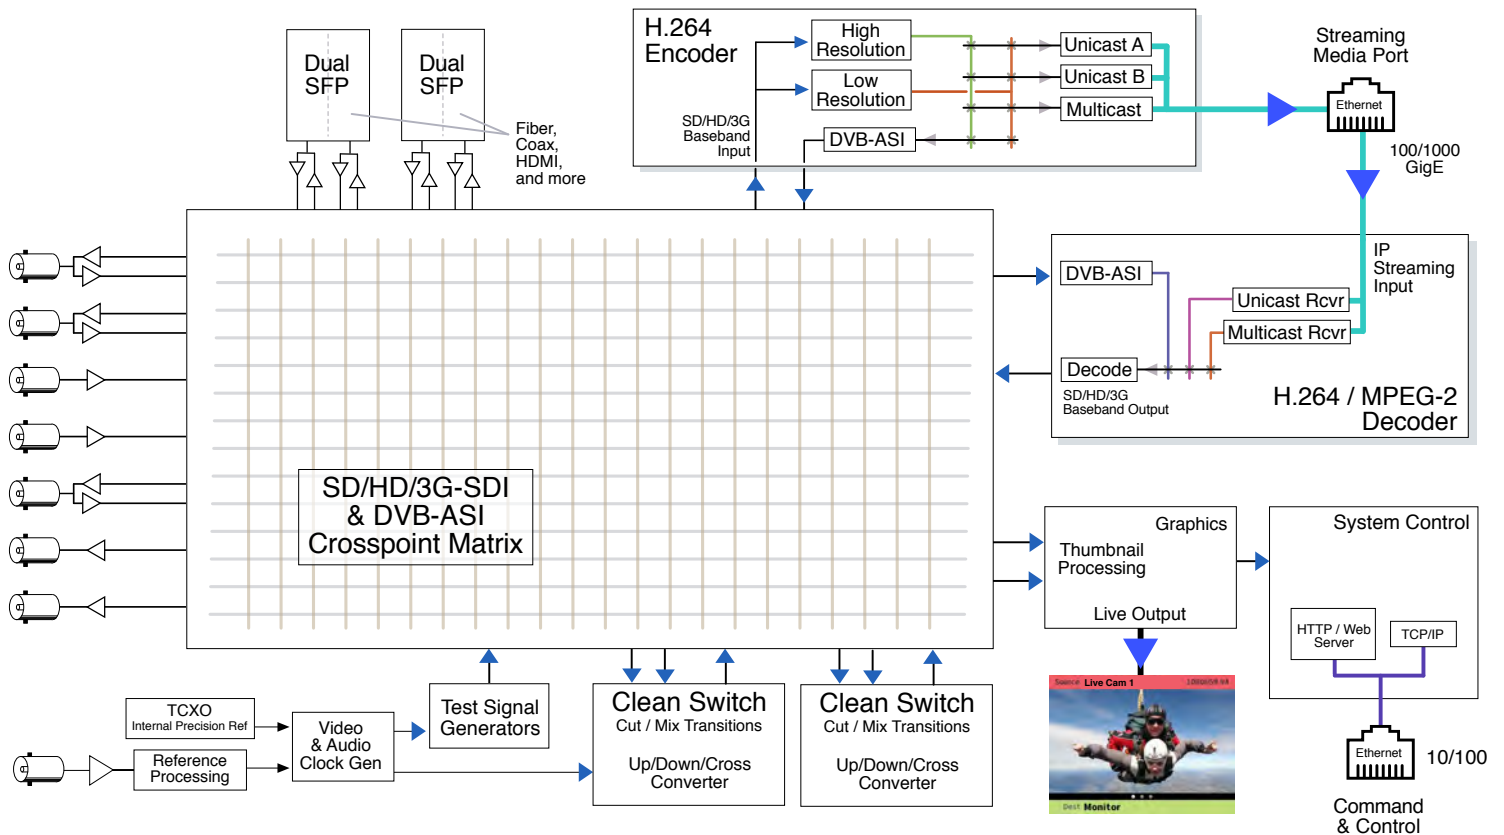 H.264
Encoder
High
Resolution
Low
Resolution
SD/HD/3G
Baseband
Input
DVB-ASI
Unicast A
Unicast B
Multicast
Streaming
Media Port
Ethernet
100/1000
GigE
Dual
SFP
Dual
SFP
Fiber,
Coax,
HDMI,
and more
IP
Streaming
Input
DVB-ASI
Unicast Rcvr
Multicast Rcvr
Decode
SD/HD/3G
Baseband Output
H.264 / MPEG-2
Decoder
SD/HD/3G-SDI
& DVB-ASI
Crosspoint Matrix
Graphics
Thumbnail
Processing
Live Output
System Control
HTTP / Web
Server
TCP/IP
Ethernet
10/100
Command
& Control
Source Live Cam 1
Dest Monitor
TCXO
Internal Precision Ref
Reference
Processing
Video
& Audio
Clock Gen
Test Signal
Generators
Clean Switch
Cut / Mix Transitions
Up/Down/Cross
Converter
Clean Switch
Cut / Mix Transitions
Up/Down/Cross
Converter